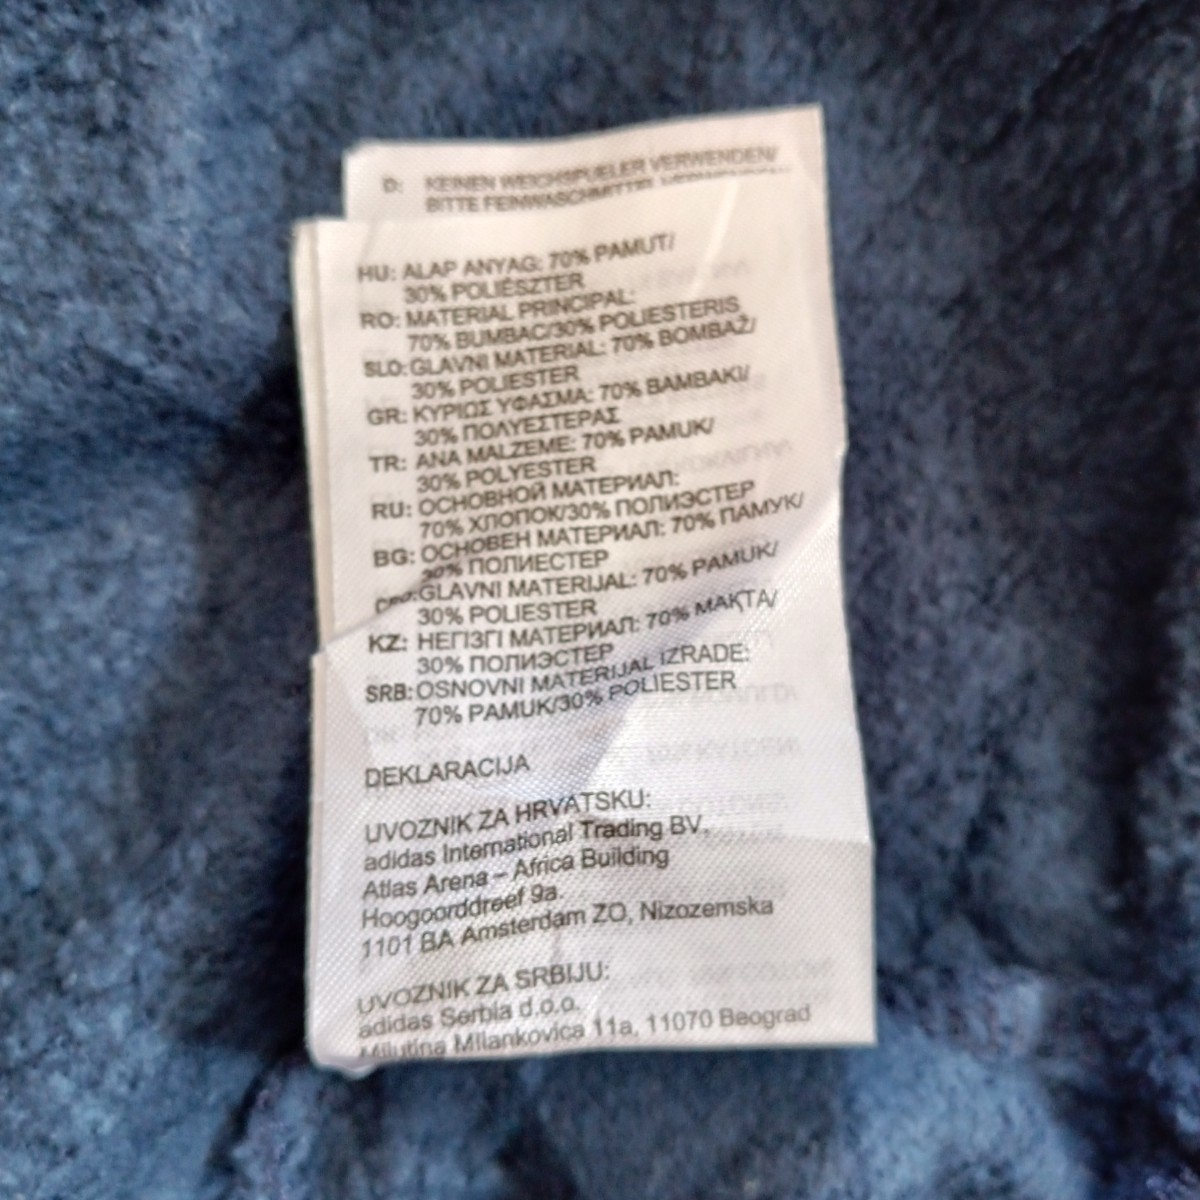 D: KEINEN WEICHSPUELER VERWENDEN/
BITTE FEINWASCHMITTEL
HU: ALAP ANYAG: 70% PAMUT/
30% POLIÉSZTER
RO: MATERIAL PRINCIPAL:
70% BUMBAC/30% POLIESTERIS
SLO: GLAVNI MATERIAL: 70% BOMBAŽ/
30% POLIESTER
GR: ΚΥΡΙΩΣ ΥΦΑΣΜΑ: 70% ΒΑΜΒΑΚΙ/
30% ΠΟΛΥΕΣΤΕΡΑΣ
TR: ANA MALZEME: 70% PAMUK/
30% POLYESTER
RU: ОСНОВНОЙ МАТЕРИАЛ:
70% ХЛОПОК/30% ПОЛИЭСТЕР
BG: ОСНОВЕН МАТЕРИАЛ: 70% ПАМУК/
30% ПОЛИЕСТЕР
GLAVNI MATERIJAL: 70% PAMUK/
30% POLIESTER
KZ: НЕГІЗГІ МАТЕРИАЛ: 70% МАҚТА/
30% ПОЛИЭСТЕР
SRB: OSNOVNI MATERIJAL IZRADE:
70% PAMUK/30% POLIESTER
DEKLARACIJA
UVOZNIK ZA HRVATSKU:
adidas International Trading BV,
Atlas Arena – Africa Building
Hoogoorddreef 9a.
1101 BA Amsterdam ZO, Nizozemska
UVOZNIK ZA SRBIJU:
adidas Serbia d.o.o.
Milutina Milankovica 11a, 11070 Beograd